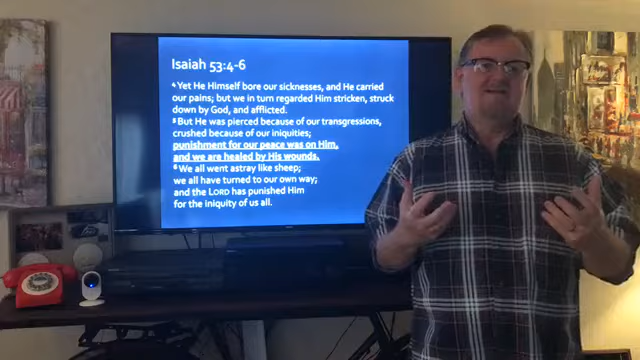 Isaiah 53:4-6
4 Yet He Himself bore our sicknesses, and He carried
our pains; but we in turn regarded Him stricken, struck
down by God, and afflicted.
5 But He was pierced because of our transgressions,
crushed because of our iniquities;
punishment for our peace was on Him,
and we are healed by His wounds.
6 We all went astray like sheep;
we all have turned to our own way;
and the LORD has punished Him
for the iniquity of us all.